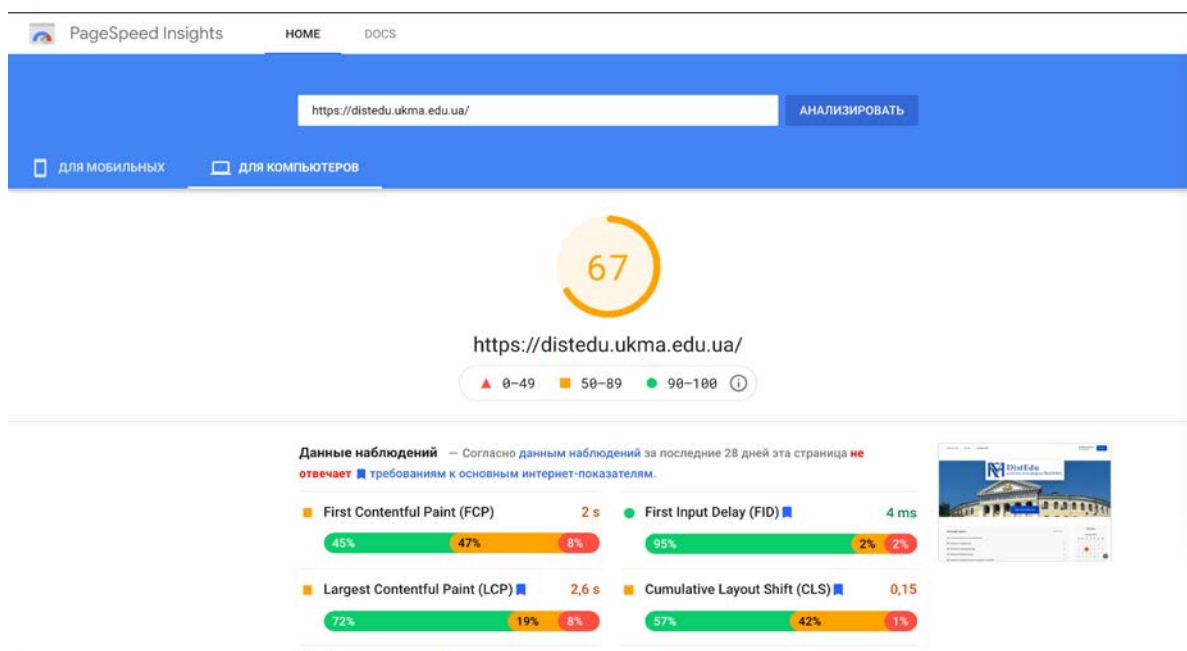 PageSpeed Insights HOME DOCS
https://distedu.ukma.edu.ua/ АНАЛИЗИРОВАТЬ
ДЛЯ МОБИЛЬНЫХ ДЛЯ КОМПЬЮТЕРОВ
67
https://distedu.ukma.edu.ua/
0–49 50–89 90–100
Данные наблюдений — Согласно данным наблюдений за последние 28 дней эта страница не
отвечает требованиям к основным интернет-показателям.
First Contentful Paint (FCP) 2 s
45% 47% 8%
First Input Delay (FID) 4 ms
95% 2% 2%
Largest Contentful Paint (LCP) 2,6 s
72% 19% 8%
Cumulative Layout Shift (CLS) 0,15
57% 42% 1%
DistEdu